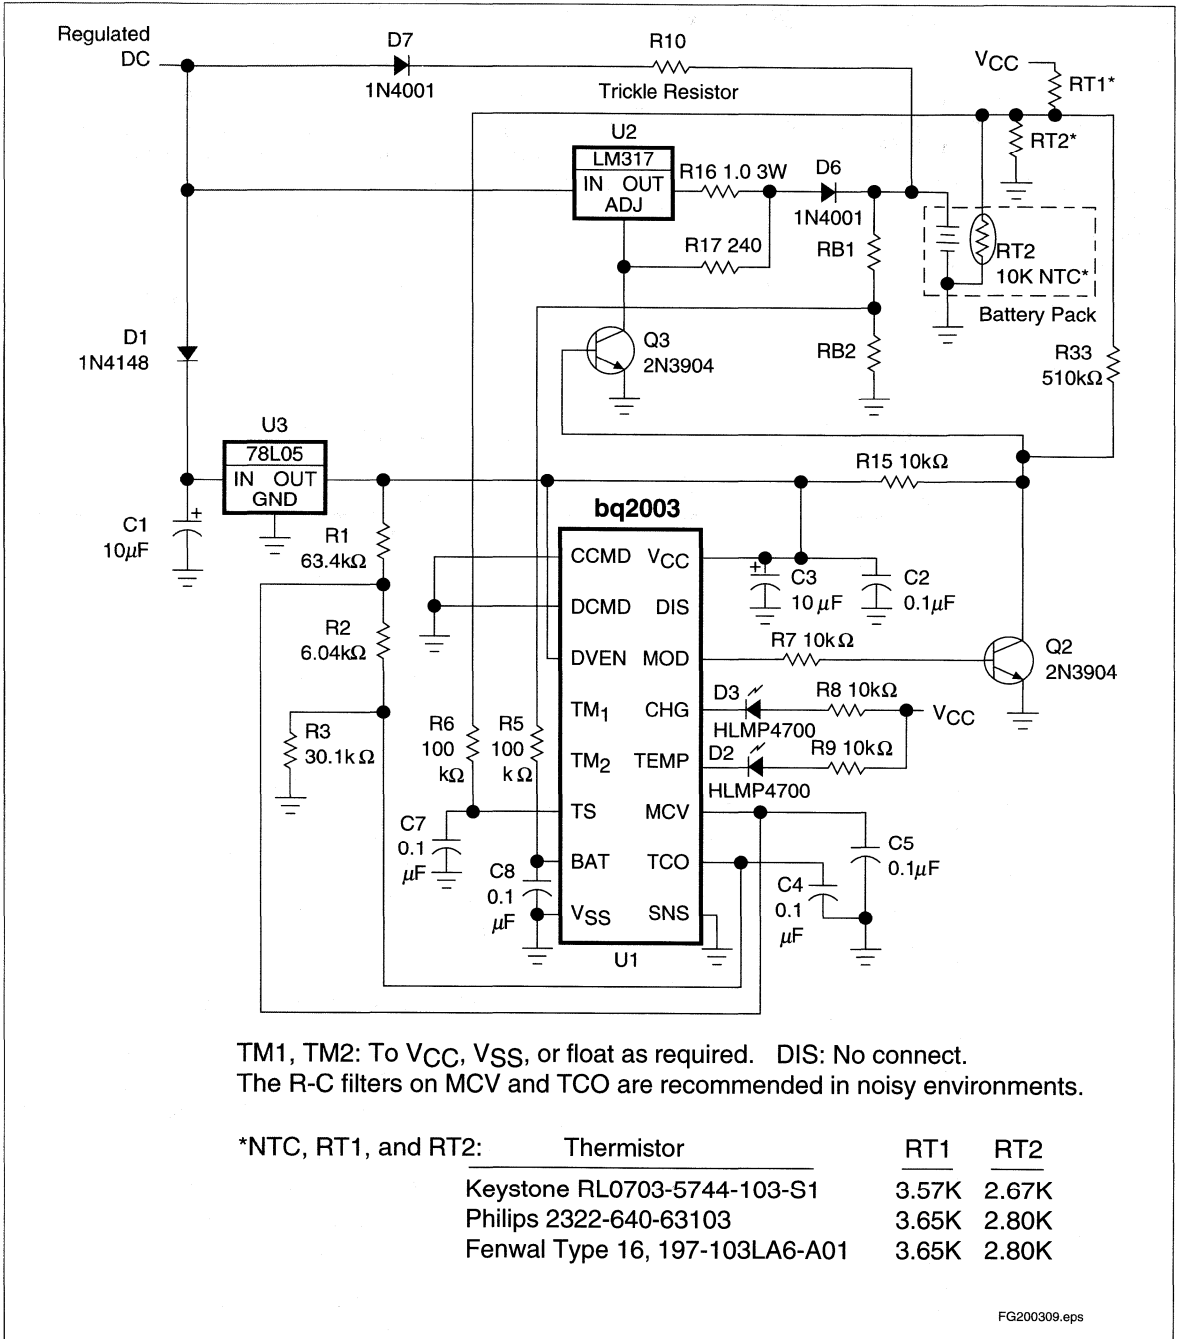 Regulated
DC
D7
1N4001
R10
Trickle Resistor
VCC
RT1*
RT2*
U2
LM317
IN OUT
ADJ
R16 1.0 3W
D6
1N4001
R17 240
RB1
RT2
10K NTC*
Battery Pack
D1
1N4148
Q3
2N3904
RB2
R33
510kΩ
U3
78L05
IN OUT
GND
R15 10kΩ
C1
+
10µF
R1
63.4kΩ
bq2003
CCMD VCC
+
C3
10 µF
C2
0.1µF
DCMD DIS
R2
6.04kΩ
R7 10kΩ
Q2
2N3904
DVEN MOD
D3
R8 10kΩ
TM1 CHG
HLMP4700
VCC
R3
30.1k Ω
R6
100
kΩ
R5
100
k Ω
D2
R9 10kΩ
TM2 TEMP
HLMP4700
TS MCV
C7
0.1
µF
C5
0.1µF
BAT TCO
C8
0.1
µF
C4
0.1
µF
VSS SNS
U1
TM1, TM2: To VCC, VSS, or float as required. DIS: No connect.
The R-C filters on MCV and TCO are recommended in noisy environments.
*NTC, RT1, and RT2: Thermistor RT1 RT2
Keystone RL0703-5744-103-S1 3.57K 2.67K
Philips 2322-640-63103 3.65K 2.80K
Fenwal Type 16, 197-103LA6-A01 3.65K 2.80K
FG200309.eps